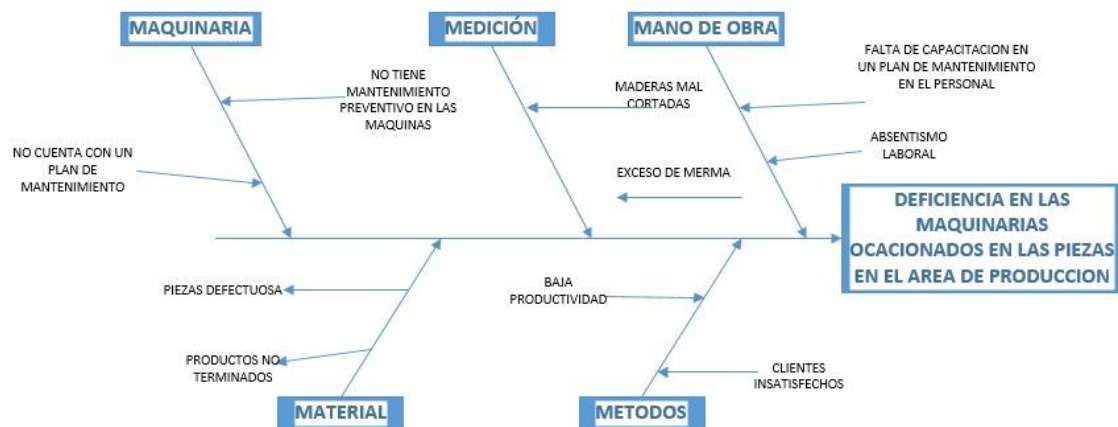 MAQUINARIA
MEDICIÓN
MANO DE OBRA
NO TIENE
MANTENIMIENTO
PREVENTIVO EN LAS
MAQUINAS
MADERAS MAL
CORTADAS
FALTA DE CAPACITACION EN
UN PLAN DE MANTENIMIENTO
EN EL PERSONAL
NO CUENTA CON UN
PLAN DE
MANTENIMIENTO
EXCESO DE MERMA
ABSENTISMO
LABORAL
DEFICIENCIA EN LAS
MAQUINARIAS
OCACIONADOS EN LAS PIEZAS
EN EL AREA DE PRODUCCION
PIEZAS DEFECTUOSA
BAJA
PRODUCTIVIDAD
PRODUCTOS NO
TERMINADOS
CLIENTES
INSATISFECHOS
MATERIAL
METODOS